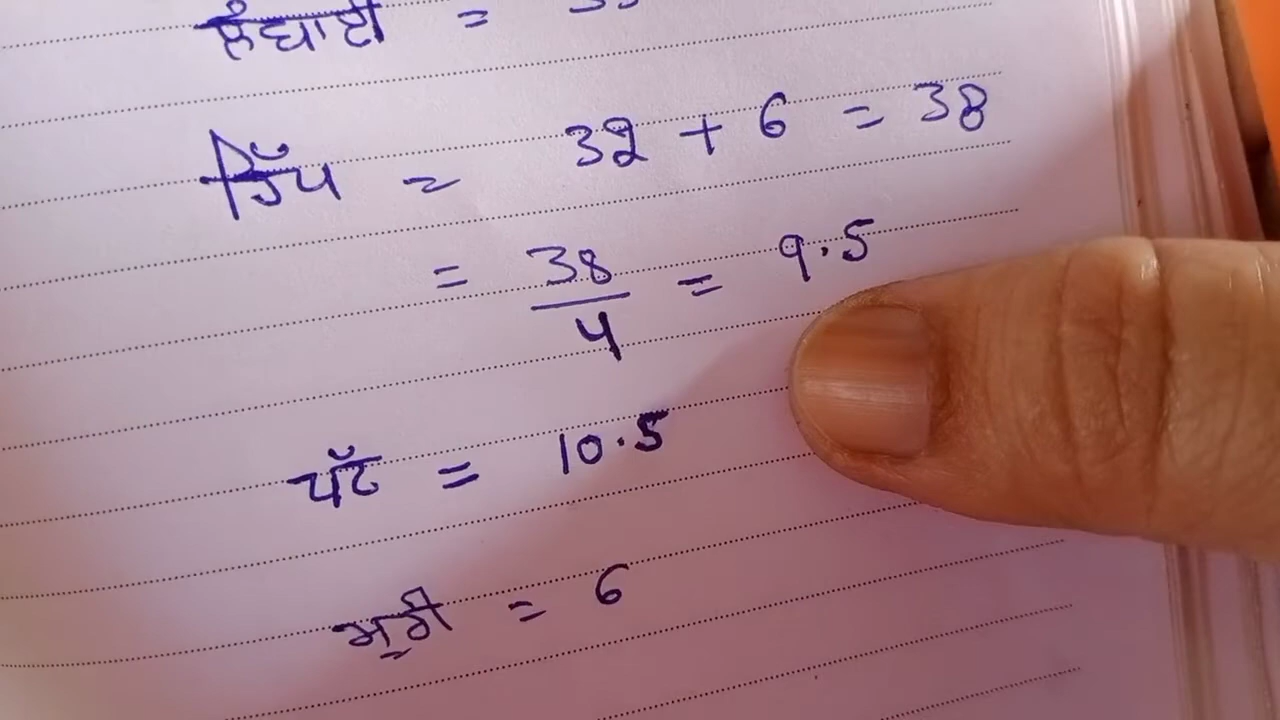 ਲੰਬਾਈ =
ਹਿੱਪ = 32 + 6 = 38
= 38/4 = 9.5
ਪੱਟ = 10.5
ਮੂਰੀ = 6